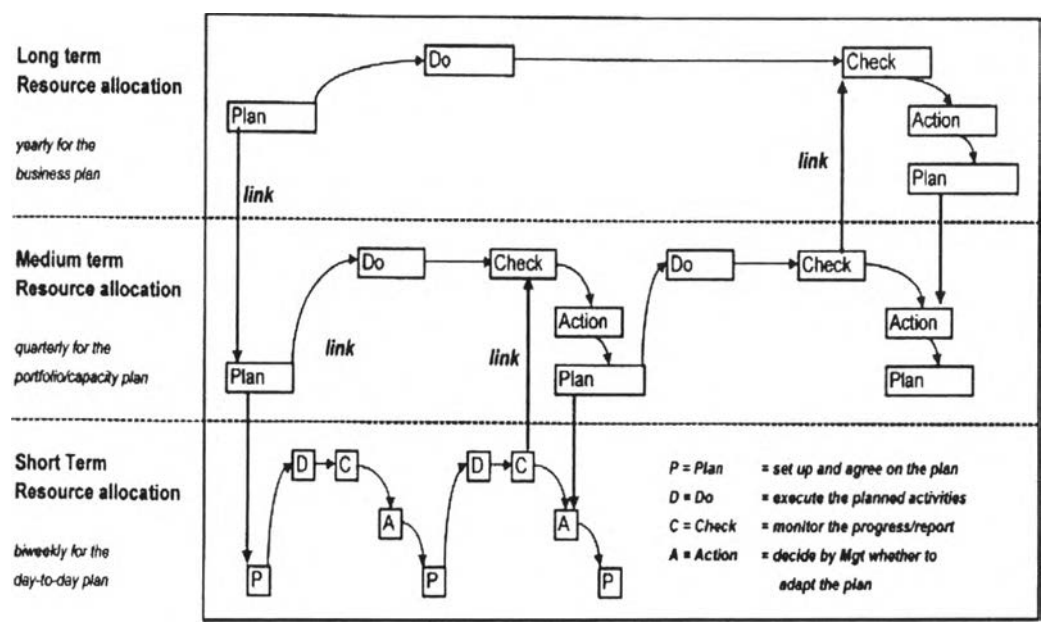 Long term
Resource allocation
yearly for the
business plan
Do
Check
Plan
Action
Plan
link
link
Medium term
Resource allocation
quarterly for the
portfolio/capacity plan
Do
Check
Do
Check
Action
Action
link
link
Plan
Plan
Plan
Short Term
Resource allocation
biweekly for the
day-to-day plan
D
C
D
C
A
A
P
P
P
P = Plan = set up and agree on the plan
D = Do = execute the planned activities
C = Check = monitor the progress/report
A = Action = decide by Mgt whether to
adapt the plan